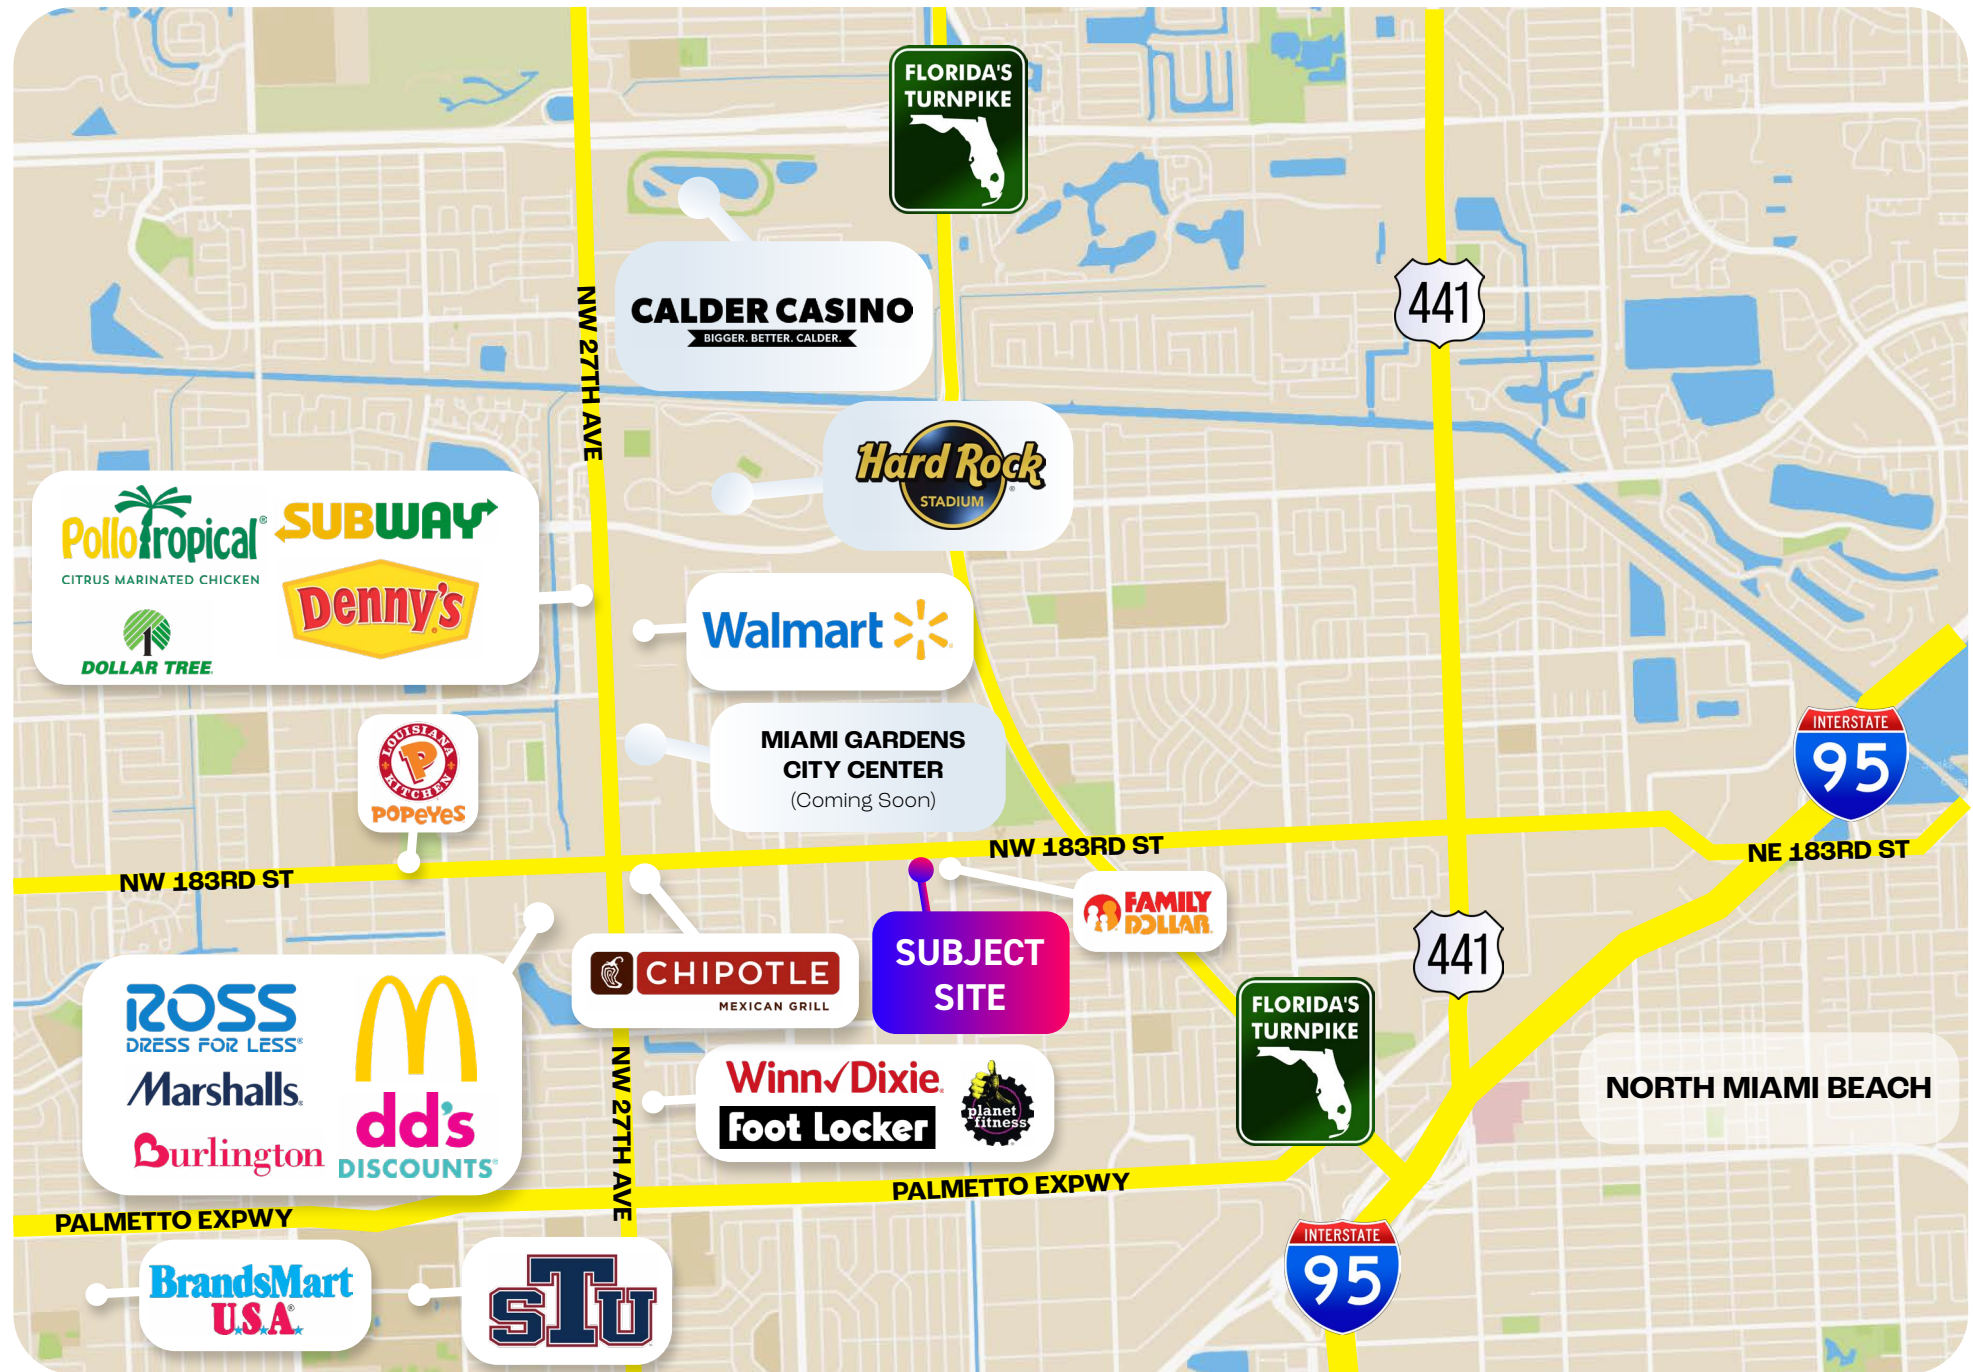 FLORIDA'S
TURNPIKE
441
NW 27TH AVE
CALDER CASINO
BIGGER. BETTER. CALDER.
Hard Rock
STADIUM
Pollo Tropical
CITRUS MARINATED CHICKEN
SUBWAY
DOLLAR TREE
Denny's
Walmart
MIAMI GARDENS
CITY CENTER
(Coming Soon)
LOUISIANA
KITCHEN
POPEYES
INTERSTATE
95
NW 183RD ST
NW 183RD ST
NE 183RD ST
FAMILY
DOLLAR
SUBJECT
SITE
CHIPOTLE
MEXICAN GRILL
441
ROSS
DRESS FOR LESS
Marshalls
Burlington
dd's
DISCOUNTS
FLORIDA'S
TURNPIKE
NW 27TH AVE
Winn Dixie
Foot Locker
planet
fitness
NORTH MIAMI BEACH
PALMETTO EXPWY
PALMETTO EXPWY
BrandsMart
U.S.A.
STU
INTERSTATE
95